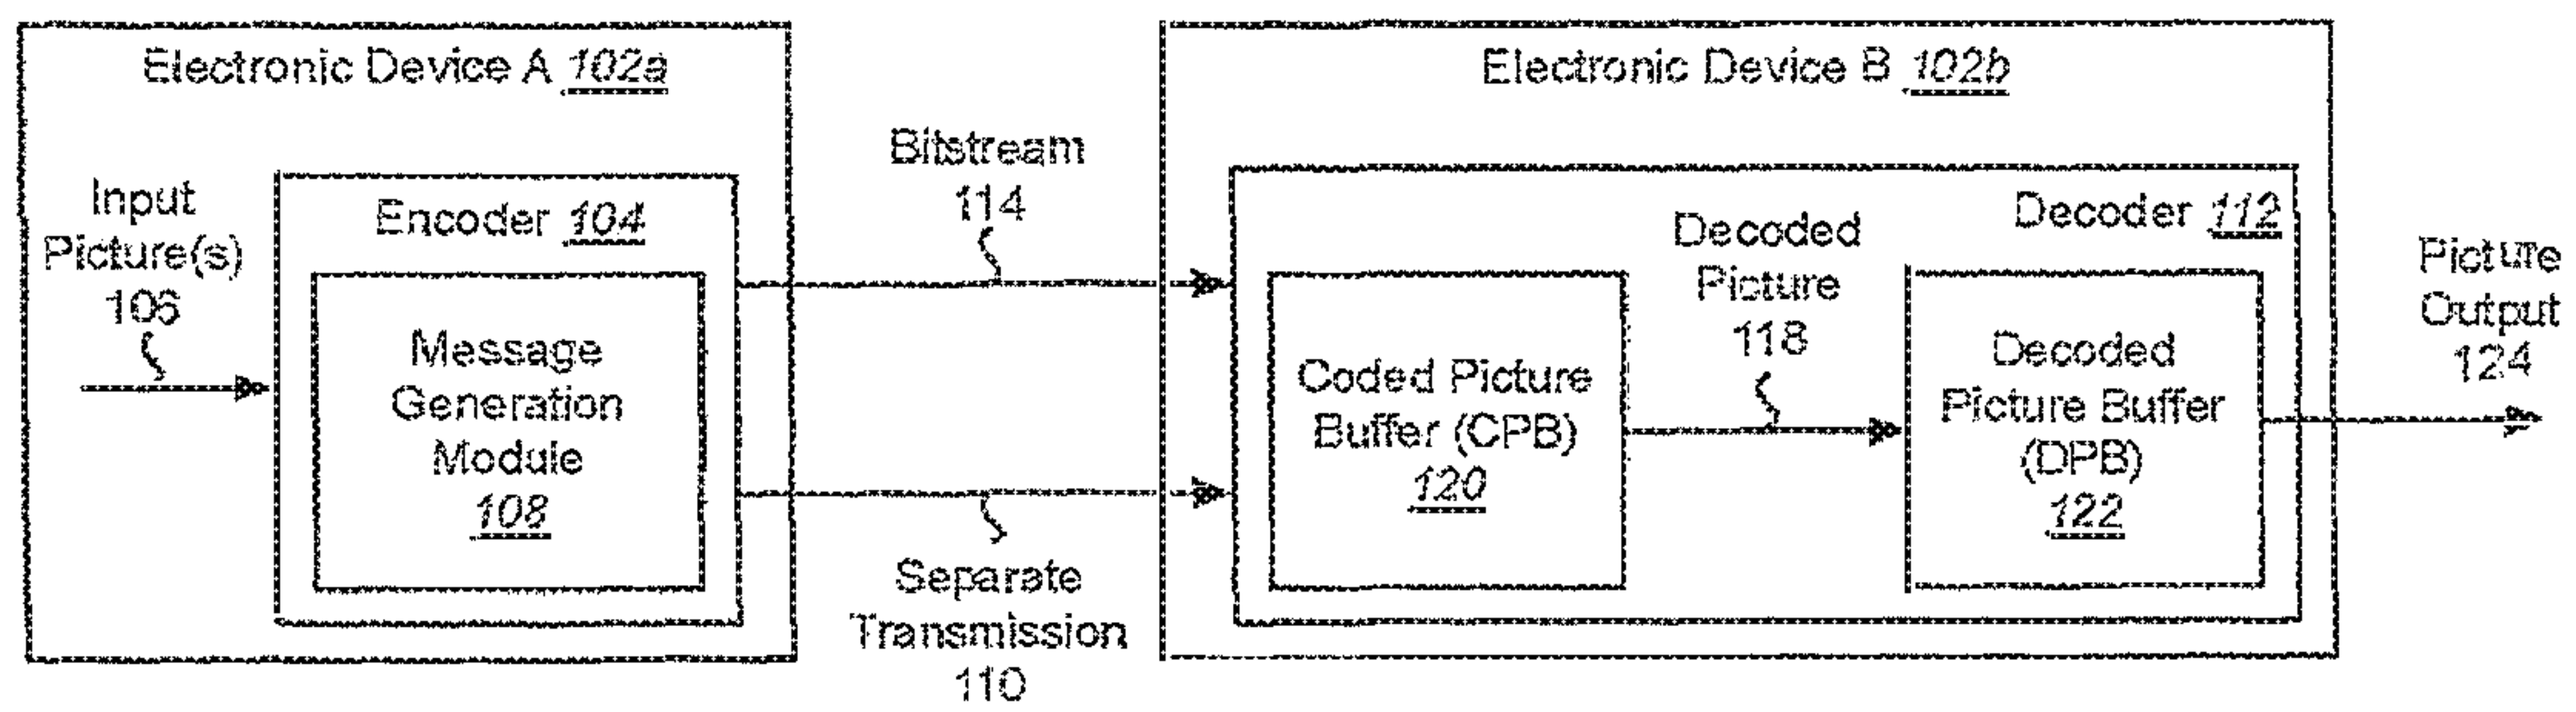 Electronic Device A 102a
Input
Picture(s)
106
Encoder 104
Message
Generation
Module
108
Bitstream
114
Separate
Transmission
110
Electronic Device B 102b
Decoder 112
Coded Picture
Buffer (CPB)
120
Decoded
Picture
118
Decoded
Picture Buffer
(DPB)
122
Picture
Output
124